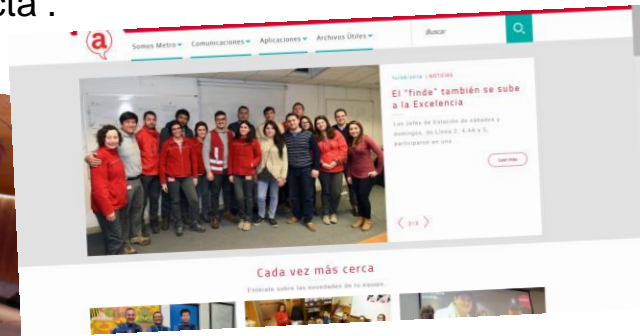 cta .
a
Somos Metro Comunicaciones Aplicaciones Archivos Útiles
Buscar
| NOTICIAS
El "finde" también se sube
a la Excelencia
Los Jefes de Estación de sábados y
domingos, de Línea 2, 4-4A y 5,
participaron en una...
Leer más
Cada vez más cerca
Entérate sobre las novedades de tu equipo.